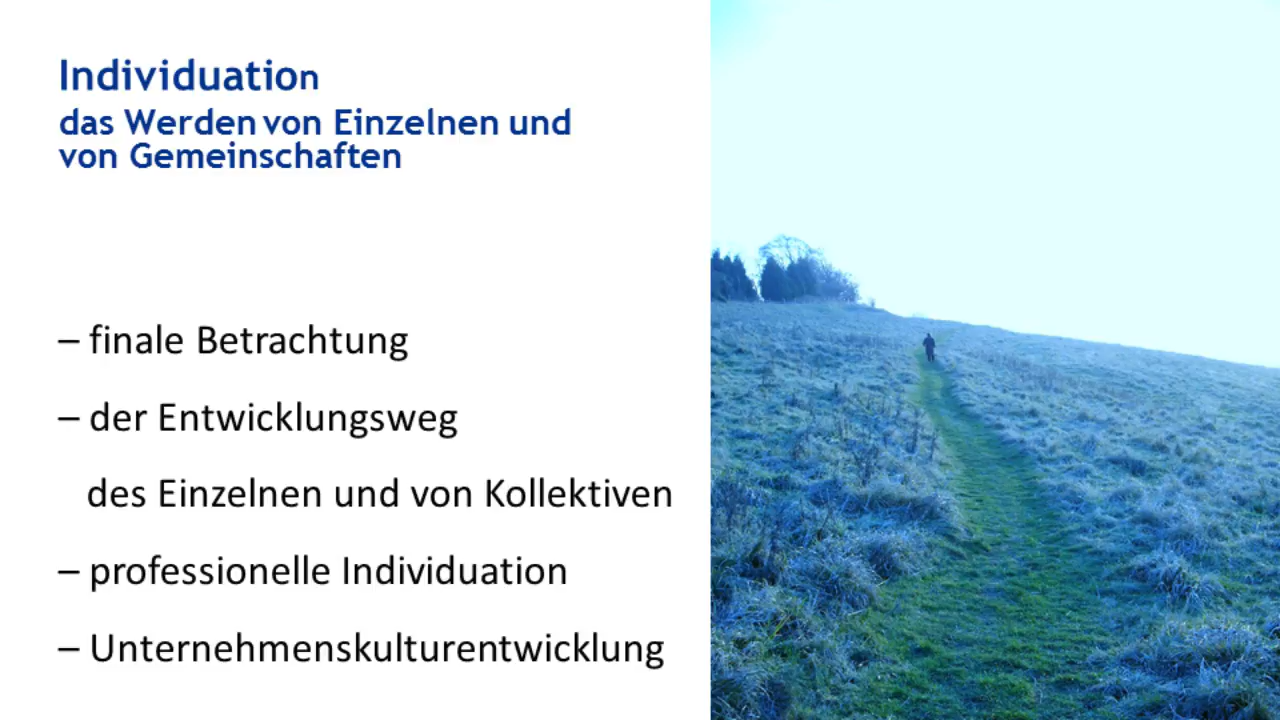 Individuation
das Werden von Einzelnen und
von Gemeinschaften
– finale Betrachtung
– der Entwicklungsweg
des Einzelnen und von Kollektiven
– professionelle Individuation
– Unternehmenskulturentwicklung